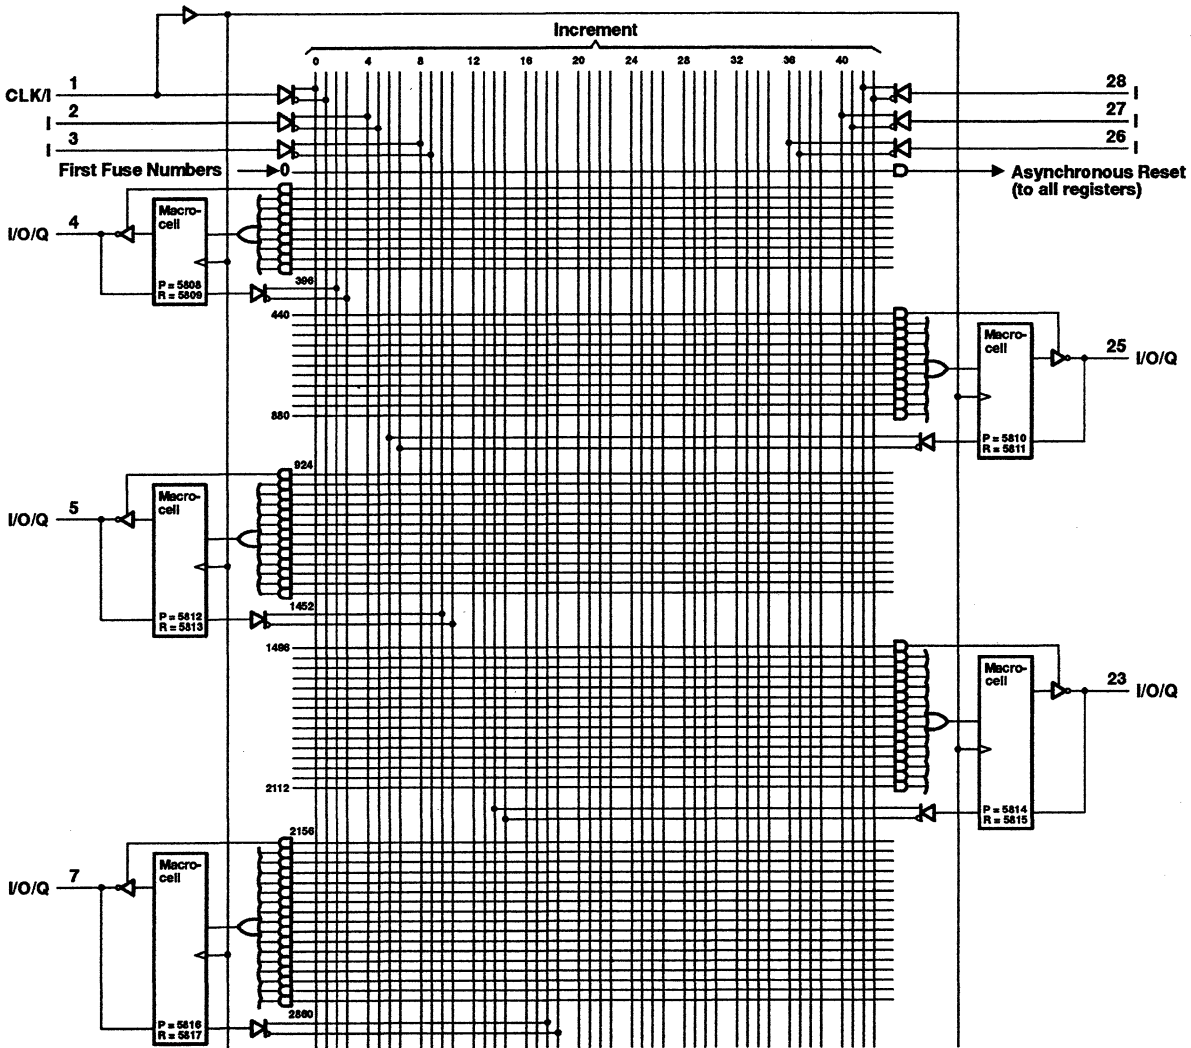 Increment
0 4 8 12 16 20 24 28 32 36 40
CLK/I 1
28 I
I 2
27 I
I 3
26 I
First Fuse Numbers 0
Asynchronous Reset
(to all registers)
Macro-
cell
I/O/Q 4
P = 5808
R = 5809
396
440
Macro-
cell
25 I/O/Q
880
P = 5810
R = 5811
924
Macro-
cell
I/O/Q 5
1452
P = 5812
R = 5813
1496
Macro-
cell
23 I/O/Q
2112
P = 5814
R = 5815
2156
Macro-
cell
I/O/Q 7
2860
P = 5816
R = 5817